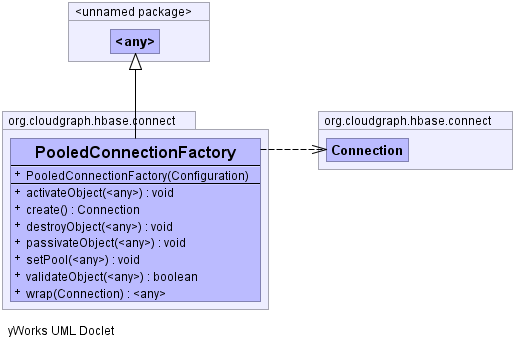 <unnamed package>
<any>
org.cloudgraph.hbase.connect
PooledConnectionFactory
+ PooledConnectionFactory(Configuration)
+ activateObject(<any>) : void
+ create() : Connection
+ destroyObject(<any>) : void
+ passivateObject(<any>) : void
+ setPool(<any>) : void
+ validateObject(<any>) : boolean
+ wrap(Connection) : <any>
org.cloudgraph.hbase.connect
Connection
yWorks UML Doclet